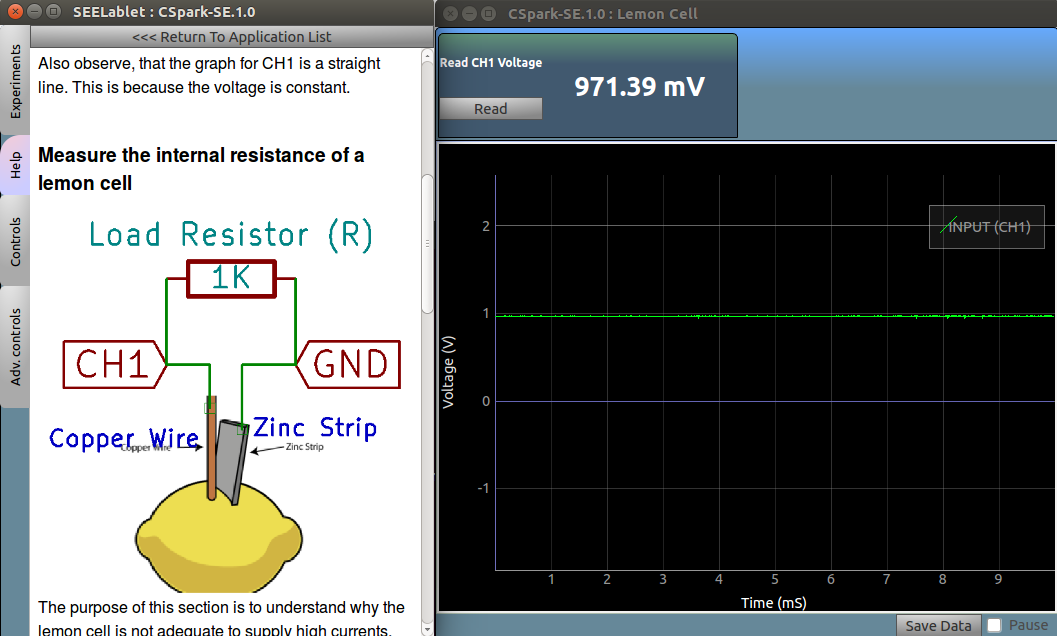 SEELablet : CSpark-SE.1.0
<<< Return To Application List
Experiments
Help
Controls
Adv. controls
Also observe, that the graph for CH1 is a straight
line. This is because the voltage is constant.
Measure the internal resistance of a
lemon cell
Load Resistor (R)
1K
CH1
GND
Copper Wire
Zinc Strip
Copper Wire
Zinc Strip
The purpose of this section is to understand why the
lemon cell is not adequate to supply high currents.
CSpark-SE.1.0 : Lemon Cell
Read CH1 Voltage
971.39 mV
Read
INPUT (CH1)
Voltage (V)
2
1
0
-1
1 2 3 4 5 6 7 8 9
Time (mS)
Save Data
Pause